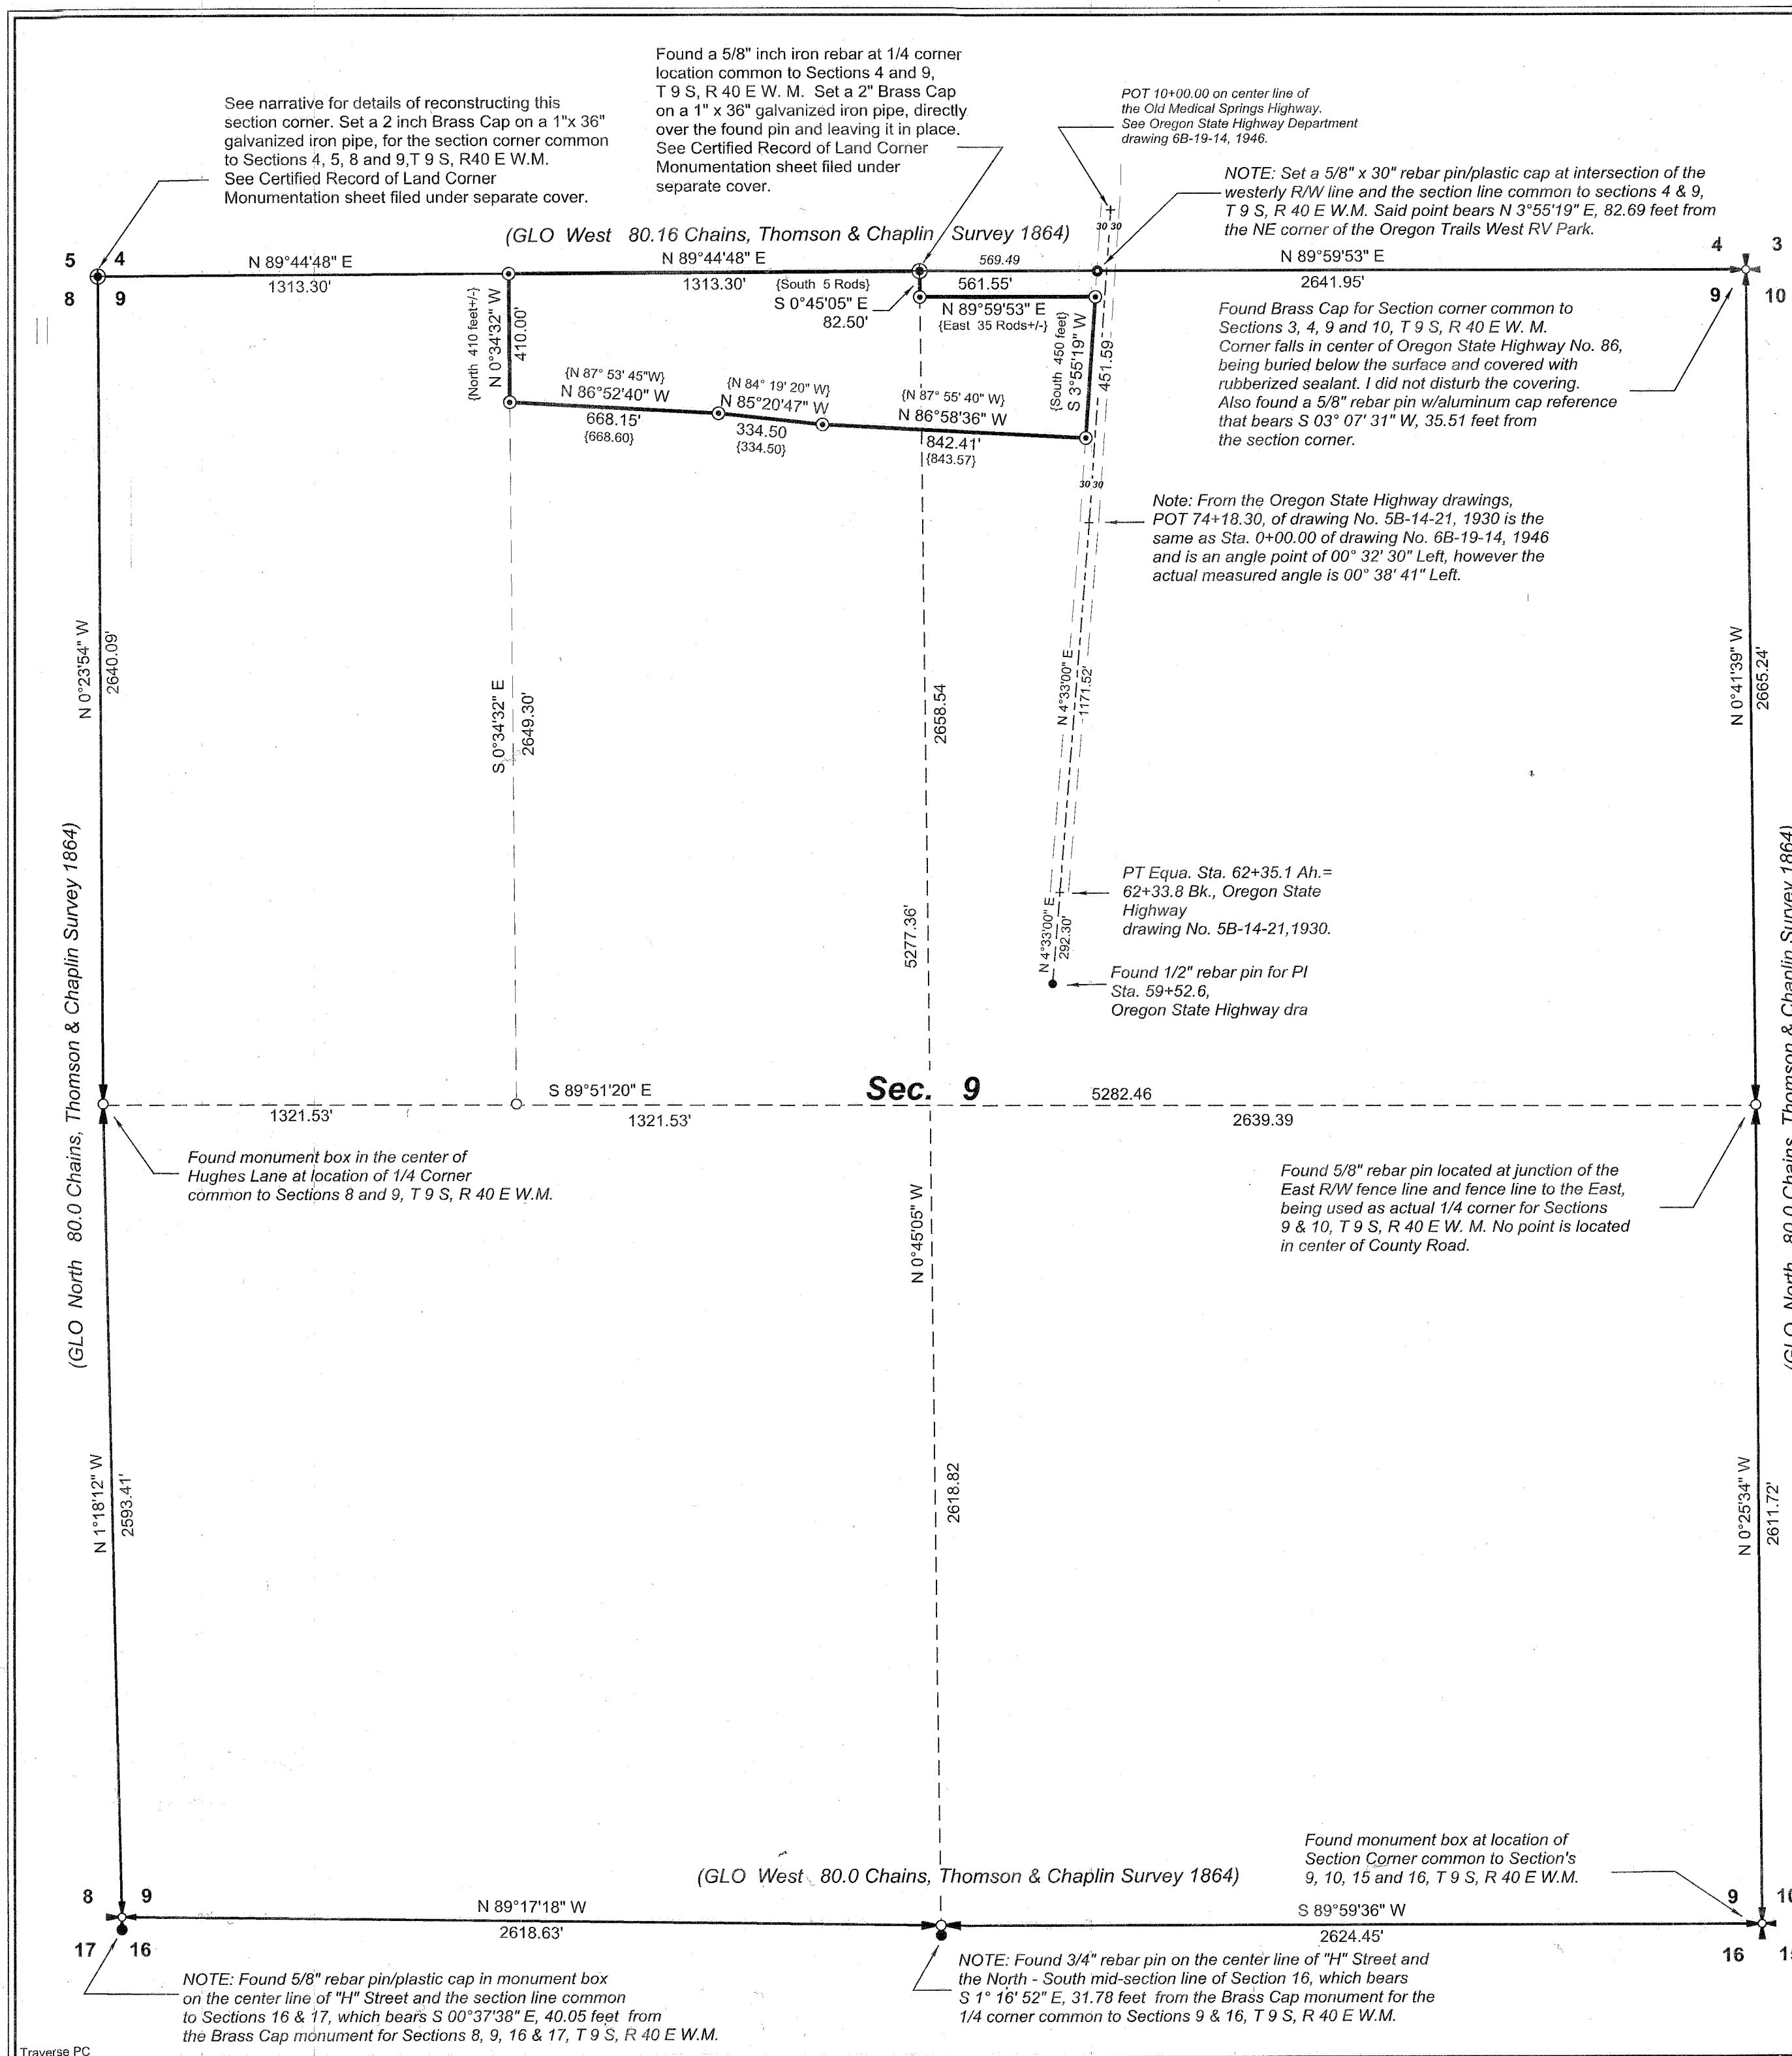 Found a 5/8" inch iron rebar at 1/4 corner
location common to Sections 4 and 9,
T 9 S, R 40 E W. M. Set a 2" Brass Cap
on a 1" x 36" galvanized iron pipe, directly
over the found pin and leaving it in place.
See Certified Record of Land Corner
Monumentation sheet filed under
separate cover.
See narrative for details of reconstructing this
section corner. Set a 2 inch Brass Cap on a 1"x 36"
galvanized iron pipe, for the section corner common
to Sections 4, 5, 8 and 9,T 9 S, R40 E W.M.
See Certified Record of Land Corner
Monumentation sheet filed under separate cover.
POT 10+00.00 on center line of
the Old Medical Springs Highway.
See Oregon State Highway Department
drawing 6B-19-14, 1946.
NOTE: Set a 5/8" x 30" rebar pin/plastic cap at intersection of the
westerly R/W line and the section line common to sections 4 & 9,
T 9 S, R 40 E W.M. Said point bears N 3°55'19" E, 82.69 feet from
the NE corner of the Oregon Trails West RV Park.
(GLO West 80.16 Chains, Thomson & Chaplin Survey 1864)
30 30
5 4
8 9
N 89°44'48" E
1313.30'
N 89°44'48" E
1313.30'
569.49
561.55'
N 89°59'53" E
2641.95'
4 3
9 10
{South 5 Rods}
S 0°45'05" E
82.50'
N 89°59'53" E
{East 35 Rods+/-}
{North 410 feet+/-}
N 0°34'32" W
410.00'
{South 450 feet}
S 3°55'19" W
451.59
{N 87° 53' 45"W}
N 86°52'40" W
668.15'
{668.60}
{N 84° 19' 20" W}
N 85°20'47" W
334.50
{334.50}
{N 87° 55' 40" W}
N 86°58'36" W
842.41'
{843.57}
30 30
Found Brass Cap for Section corner common to
Sections 3, 4, 9 and 10, T 9 S, R 40 E W. M.
Corner falls in center of Oregon State Highway No. 86,
being buried below the surface and covered with
rubberized sealant. I did not disturb the covering.
Also found a 5/8" rebar pin w/aluminum cap reference
that bears S 03° 07' 31" W, 35.51 feet from
the section corner.
Note: From the Oregon State Highway drawings,
POT 74+18.30, of drawing No. 5B-14-21, 1930 is the
same as Sta. 0+00.00 of drawing No. 6B-19-14, 1946
and is an angle point of 00° 32' 30" Left, however the
actual measured angle is 00° 38' 41" Left.
N 0°23'54" W
2640.09'
S 0°34'32" E
2649.30'
2658.54
N 4°33'00" E
1171.52'
N 0°41'39" W
2665.24'
(GLO North 80.0 Chains, Thomson & Chaplin Survey 1864)
5277.36'
PT Equa. Sta. 62+35.1 Ah.=
62+33.8 Bk., Oregon State
Highway
drawing No. 5B-14-21,1930.
N 4°33'00" E
292.30'
Found 1/2" rebar pin for PI
Sta. 59+52.6,
Oregon State Highway dra
(GLO North 80.0 Chains, Thomson & Chaplin Survey 1864)
Sec. 9
S 89°51'20" E
1321.53'
1321.53'
5282.46
2639.39
Found monument box in the center of
Hughes Lane at location of 1/4 Corner
common to Sections 8 and 9, T 9 S, R 40 E W.M.
Found 5/8" rebar pin located at junction of the
East R/W fence line and fence line to the East,
being used as actual 1/4 corner for Sections
9 & 10, T 9 S, R 40 E W. M. No point is located
in center of County Road.
N 0°45'05" W
N 1°18'12" W
2593.41'
2618.82
N 0°25'34" W
2611.72'
Found monument box at location of
Section Corner common to Section's
9, 10, 15 and 16, T 9 S, R 40 E W.M.
(GLO West 80.0 Chains, Thomson & Chaplin Survey 1864)
8 9
17 16
N 89°17'18" W
2618.63'
S 89°59'36" W
2624.45'
9 10
16
NOTE: Found 5/8" rebar pin/plastic cap in monument box
on the center line of "H" Street and the section line common
to Sections 16 & 17, which bears S 00°37'38" E, 40.05 feet from
the Brass Cap monument for Sections 8, 9, 16 & 17, T 9 S, R 40 E W.M.
NOTE: Found 3/4" rebar pin on the center line of "H" Street and
the North - South mid-section line of Section 16, which bears
S 1° 16' 52" E, 31.78 feet from the Brass Cap monument for the
1/4 corner common to Sections 9 & 16, T 9 S, R 40 E W.M.
Traverse PC